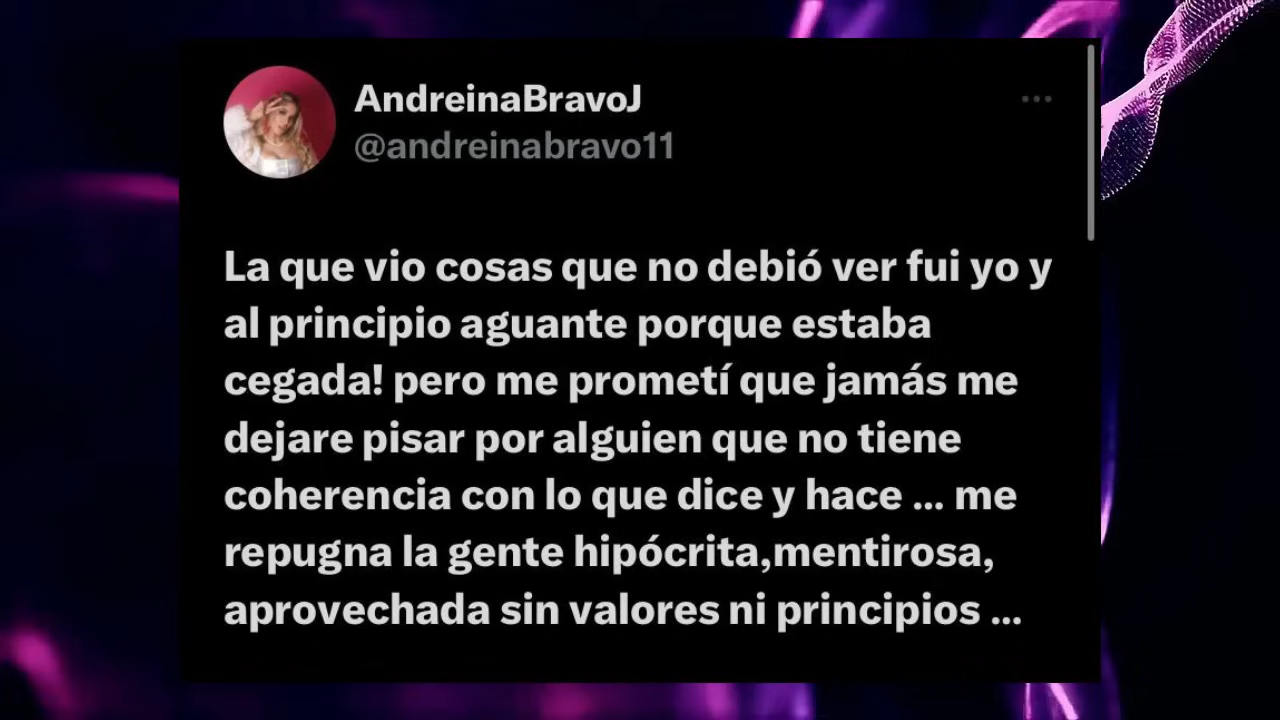 AndreinaBravoJ
@andreinabravo11
La que vio cosas que no debió ver fui yo y
al principio aguante porque estaba
cegada! pero me prometí que jamás me
dejare pisar por alguien que no tiene
coherencia con lo que dice y hace ... me
repugna la gente hipócrita,mentirosa,
aprovechada sin valores ni principios ...